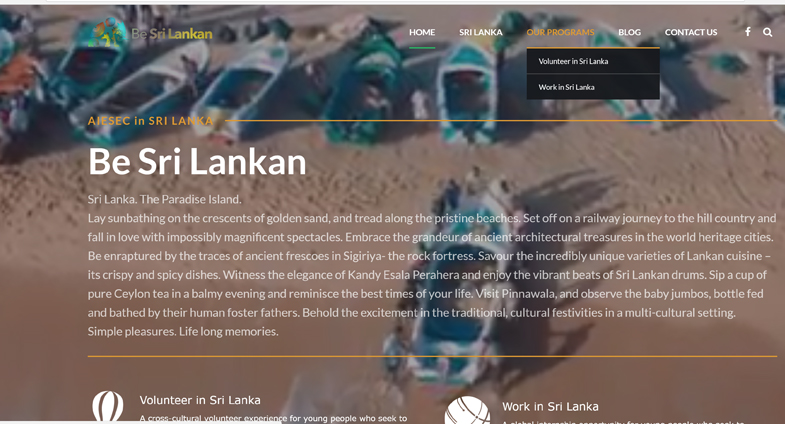 Be Sri Lankan
HOME SRI LANKA OUR PROGRAMS BLOG CONTACT US
Volunteer in Sri Lanka
Work in Sri Lanka
AIESEC in SRI LANKA
Be Sri Lankan
Sri Lanka. The Paradise Island.
Lay sunbathing on the crescents of golden sand, and tread along the pristine beaches. Set off on a railway journey to the hill country and
fall in love with impossibly magnificent spectacles. Embrace the grandeur of ancient architectural treasures in the world heritage cities.
Be enraptured by the traces of ancient frescoes in Sigiriya- the rock fortress. Savour the incredibly unique varieties of Lankan cuisine –
its crispy and spicy dishes. Witness the elegance of Kandy Esala Perahera and enjoy the vibrant beats of Sri Lankan drums. Sip a cup of
pure Ceylon tea in a balmy evening and reminisce the best times of your life. Visit Pinnawala, and observe the baby jumbos, bottle fed
and bathed by their human foster fathers. Behold the excitement in the traditional, cultural festivities in a multi-cultural setting.
Simple pleasures. Life long memories.
Volunteer in Sri Lanka
A cross-cultural volunteer experience for young people who seek to
Work in Sri Lanka
A global internship opportunity for young people who seek to